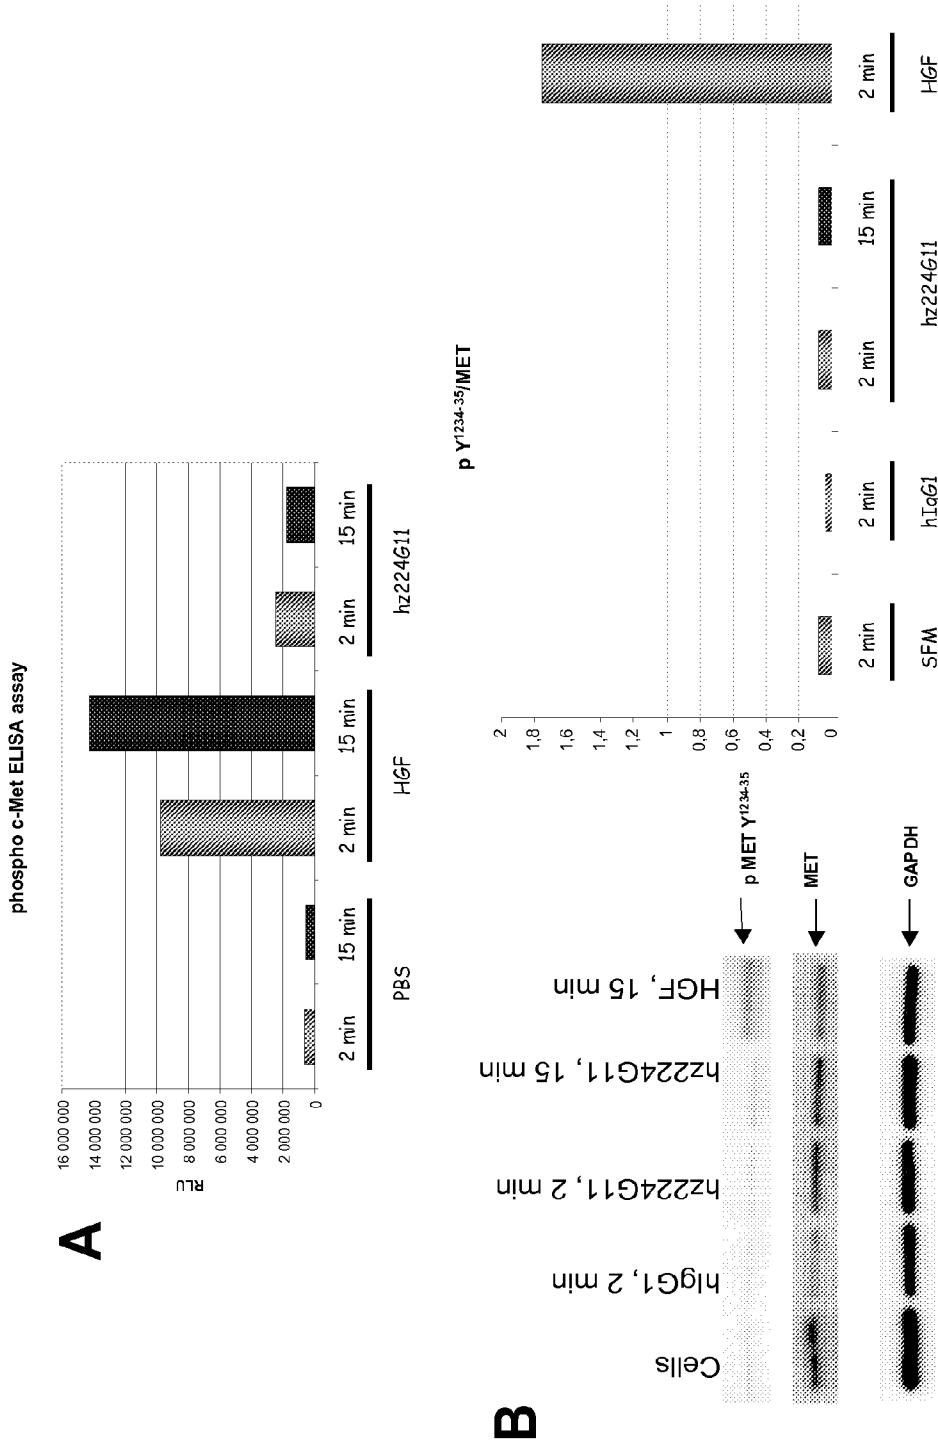 A
phospho c-Met ELISA assay
RLU
16 000 000
14 000 000
12 000 000
10 000 000
8 000 000
6 000 000
4 000 000
2 000 000
0
2 min 15 min 2 min 15 min 2 min 15 min
PBS HGF hz224G11
B
Cells
hIgG1, 2 min
hz224G11, 2 min
hz224G11, 15 min
HGF, 15 min
p MET Y1234-35
MET
GAPDH
p Y1234-35/MET
2
1,8
1,6
1,4
1,2
1
0,8
0,6
0,4
0,2
0
2 min 2 min 2 min 15 min 2 min
SFM hIgG1 hz224G11 HGF